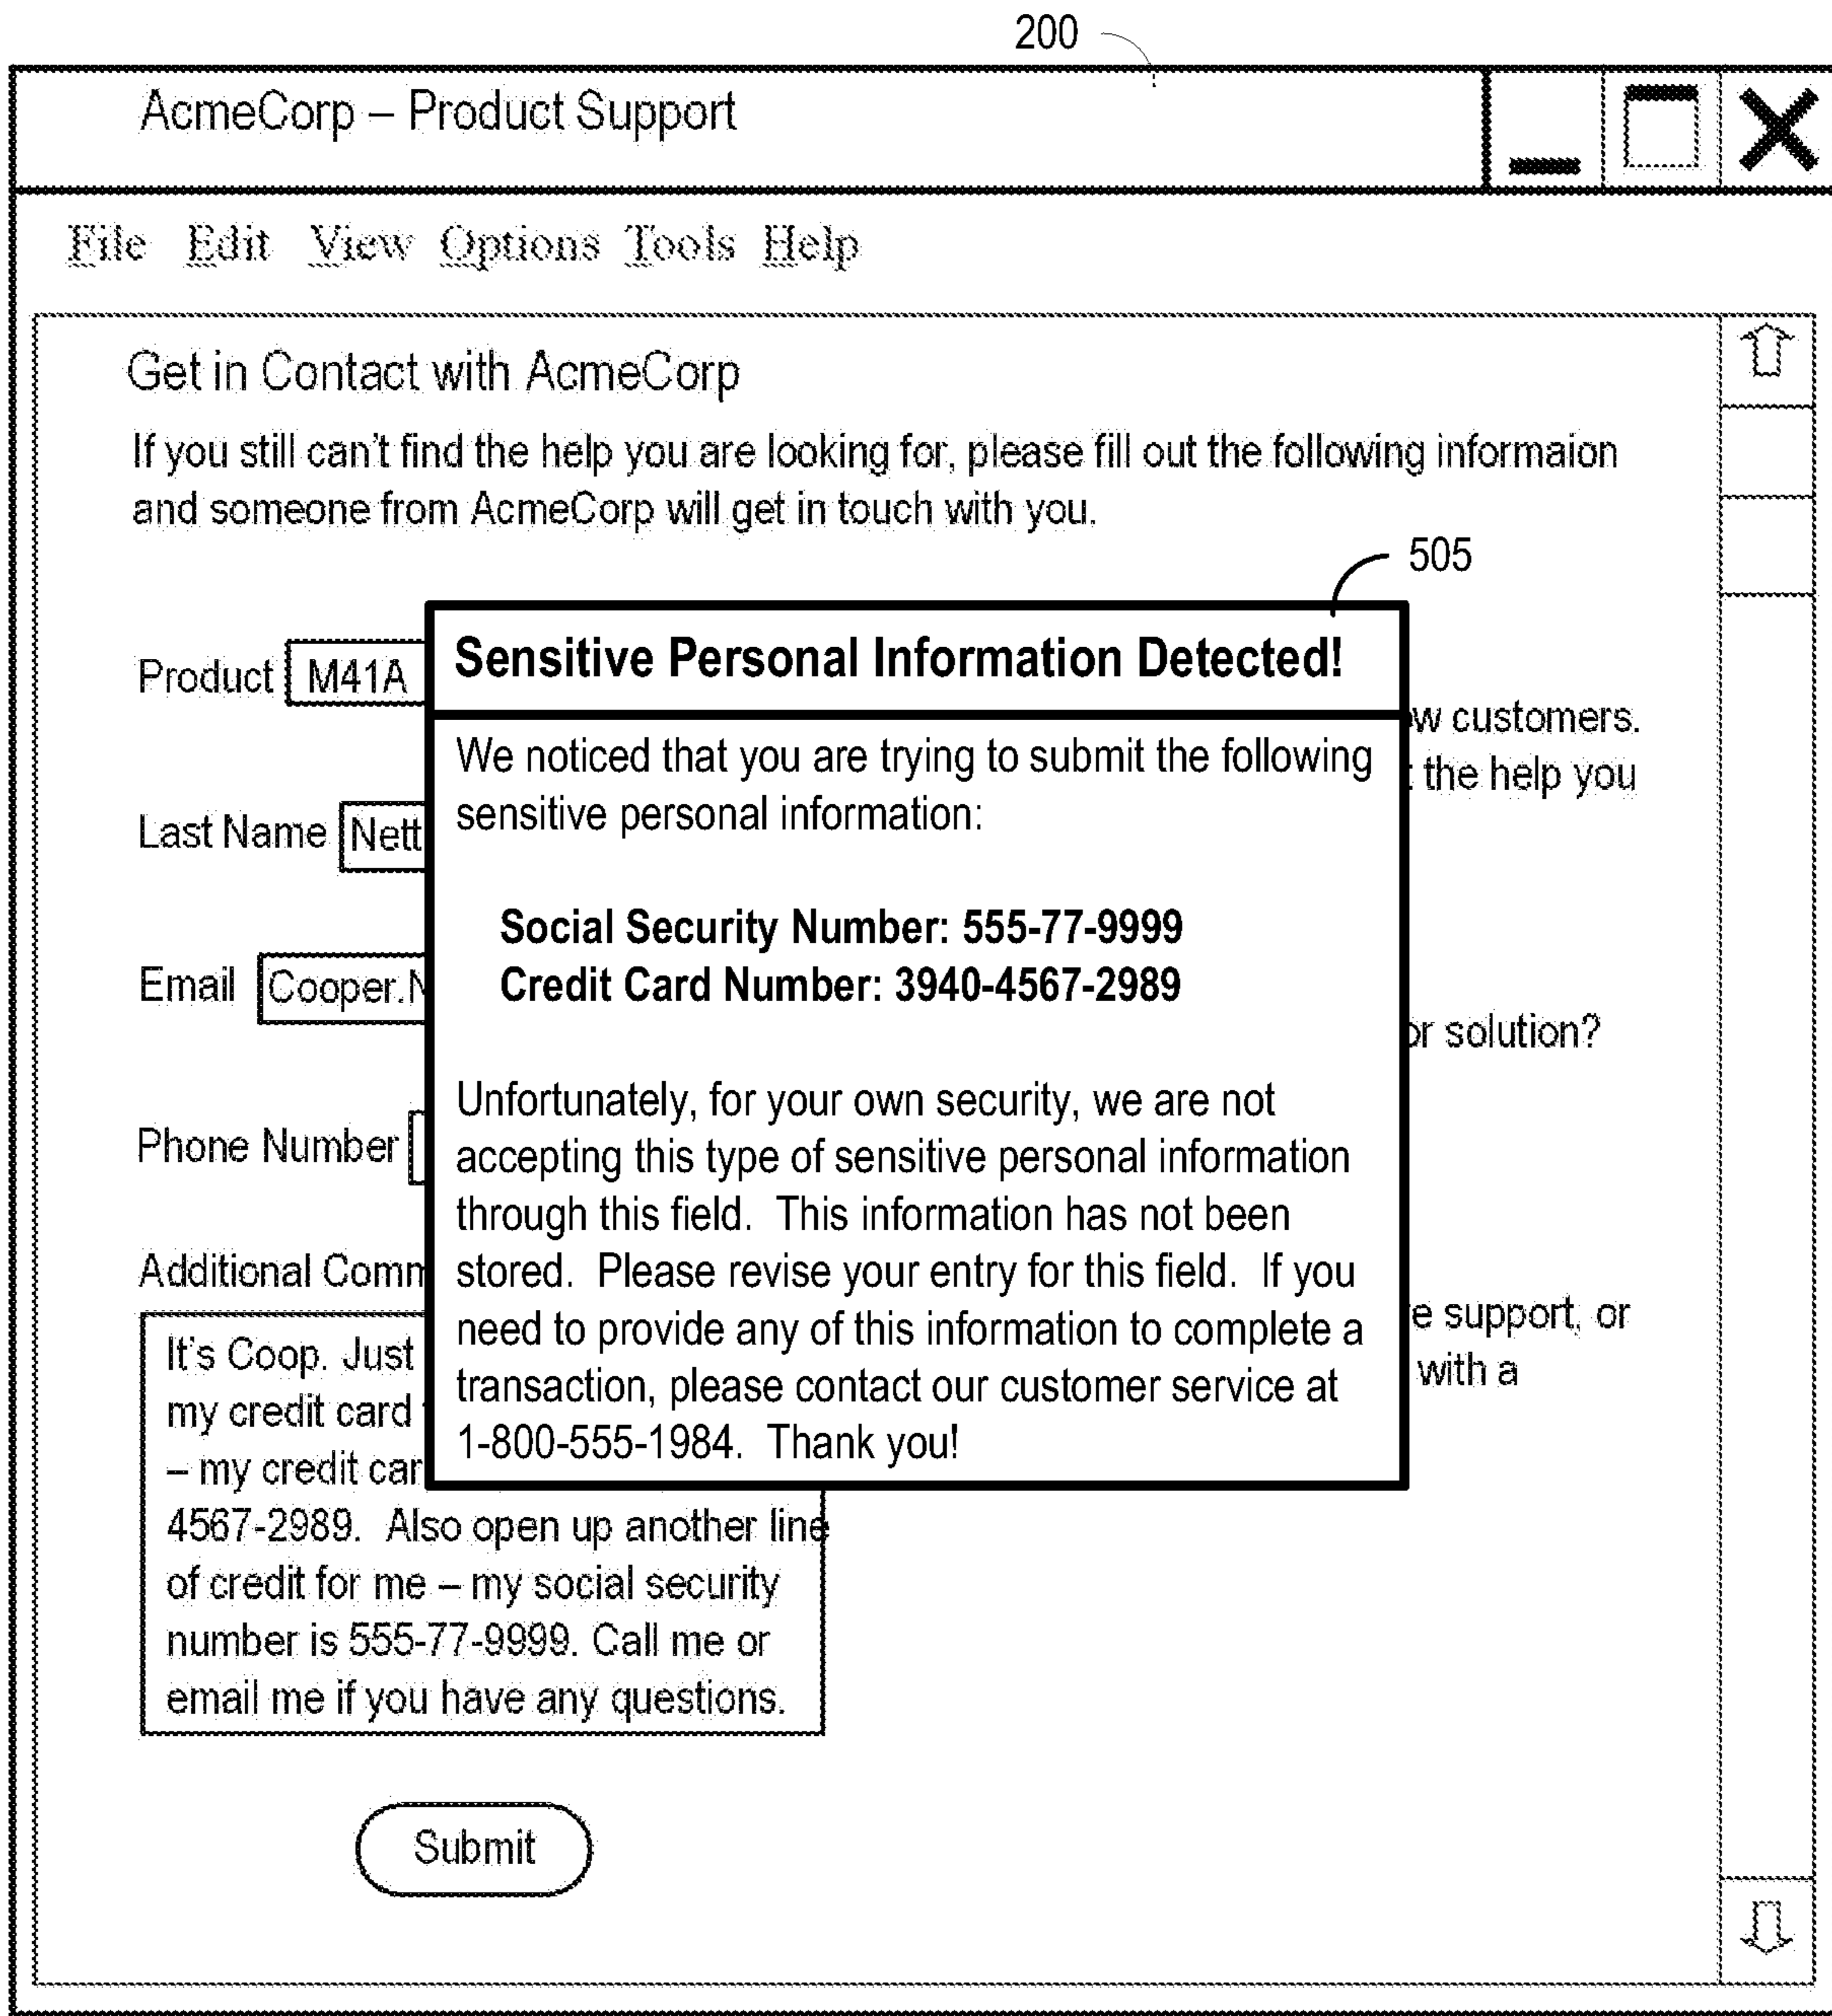 200
AcmeCorp – Product Support
File Edit View Options Tools Help
Get in Contact with AcmeCorp
If you still can't find the help you are looking for, please fill out the following informaion
and someone from AcmeCorp will get in touch with you.
505
Product M41A
Last Name Nett
Email Cooper.
Phone Number
Additional Com
It's Coop. Just
my credit card
– my credit car
4567-2989. Also open up another line
of credit for me – my social security
number is 555-77-9999. Call me or
email me if you have any questions.
Submit
Sensitive Personal Information Detected!
We noticed that you are trying to submit the following
sensitive personal information:
Social Security Number: 555-77-9999
Credit Card Number: 3940-4567-2989
Unfortunately, for your own security, we are not
accepting this type of sensitive personal information
through this field. This information has not been
stored. Please revise your entry for this field. If you
need to provide any of this information to complete a
transaction, please contact our customer service at
1-800-555-1984. Thank you!
w customers.
the help you
or solution?
e support, or
with a